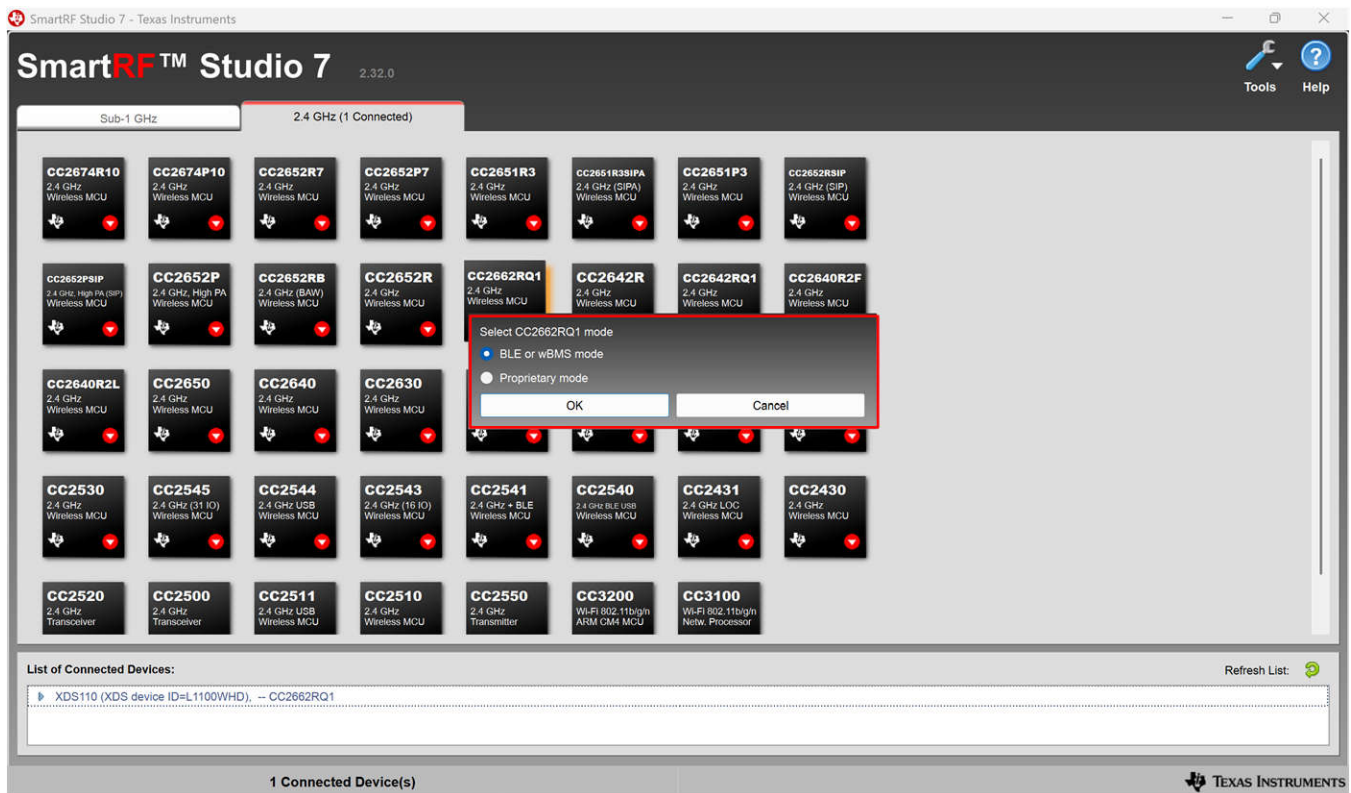 SmartRF Studio 7 - Texas Instruments
SmartRF™ Studio 7 2.32.0
Tools Help
Sub-1 GHz 2.4 GHz (1 Connected)
CC2674R10
2.4 GHz
Wireless MCU
CC2674P10
2.4 GHz
Wireless MCU
CC2652R7
2.4 GHz
Wireless MCU
CC2652P7
2.4 GHz
Wireless MCU
CC2651R3
2.4 GHz
Wireless MCU
CC2651R3SIPA
2.4 GHz (SIPA)
Wireless MCU
CC2651P3
2.4 GHz
Wireless MCU
CC2652RSIP
2.4 GHz (SIP)
Wireless MCU
CC2652PSIP
2.4 GHz, High PA (SIP)
Wireless MCU
CC2652P
2.4 GHz, High PA
Wireless MCU
CC2652RB
2.4 GHz (BAW)
Wireless MCU
CC2652R
2.4 GHz
Wireless MCU
CC2662RQ1
2.4 GHz
Wireless MCU
CC2642R
2.4 GHz
Wireless MCU
CC2642RQ1
2.4 GHz
Wireless MCU
CC2640R2F
2.4 GHz
Wireless MCU
Select CC2662RQ1 mode
BLE or wBMS mode
Proprietary mode
OK Cancel
CC2640R2L
2.4 GHz
Wireless MCU
CC2650
2.4 GHz
Wireless MCU
CC2640
2.4 GHz
Wireless MCU
CC2630
2.4 GHz
Wireless MCU
CC2530
2.4 GHz
Wireless MCU
CC2545
2.4 GHz (31 IO)
Wireless MCU
CC2544
2.4 GHz USB
Wireless MCU
CC2543
2.4 GHz (16 IO)
Wireless MCU
CC2541
2.4 GHz + BLE
Wireless MCU
CC2540
2.4 GHz BLE USB
Wireless MCU
CC2431
2.4 GHz LOC
Wireless MCU
CC2430
2.4 GHz
Wireless MCU
CC2520
2.4 GHz
Transceiver
CC2500
2.4 GHz
Transceiver
CC2511
2.4 GHz USB
Wireless MCU
CC2510
2.4 GHz
Wireless MCU
CC2550
2.4 GHz
Transmitter
CC3200
Wi-Fi 802.11b/g/n
ARM CM4 MCU
CC3100
Wi-Fi 802.11b/g/n
Netw. Processor
List of Connected Devices: Refresh List:
XDS110 (XDS device ID=L1100WHD), -- CC2662RQ1
1 Connected Device(s)
TEXAS INSTRUMENTS